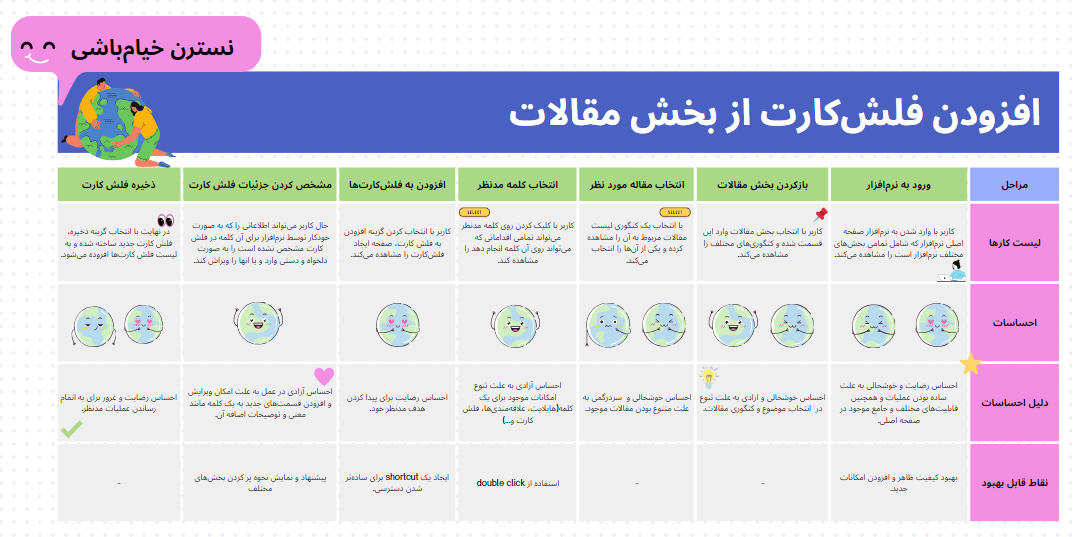 نسترن خیام‌باشی
افزودن فلش‌کارت از بخش مقالات
مراحل
ورود به نرم‌افزار
بازکردن بخش مقالات
انتخاب مقاله مورد نظر
انتخاب کلمه مدنظر
افزودن به فلش‌کارت‌ها
مشخص کردن جزئیات فلش کارت
ذخیره فلش کارت
لیست کارها
کاربر با وارد شدن به نرم‌افزار صفحه
اصلی نرم‌افزار که شامل تمامی بخش‌های
مختلف نرم‌افزار است را مشاهده می‌کند.
کاربر با انتخاب بخش مقالات وارد این
قسمت شده و کتگوری‌های مختلف را
مشاهده می‌کند.
SELECT
با انتخاب یک کتگوری لیست
مقالات مربوط به آن را مشاهده
کرده و یکی از آن‌ها را انتخاب
می‌کند.
SELECT
کاربر با کلیک کردن روی کلمه مدنظر
می‌تواند تمامی اقداماتی که
می‌تواند روی آن کلمه انجام دهد را
مشاهده کند.
کاربر با انتخاب کردن گزینه افزودن
به فلش کارت، صفحه ایجاد
فلش‌کارت را مشاهده می‌کند.
حال کاربر می‌تواند اطلاعاتی را که به صورت
خودکار توسط نرم‌افزار برای آن کلمه در فلش
کارت مشخص نشده است را به صورت
دلخواه و دستی وارد و یا انها را ویراش کند.
در نهایت با انتخاب گزینه ذخیره،
فلش کارت جدید ساخته شده و به
لیست فلش کارت‌ها افزوده می‌شود.
احساسات
دلیل احساسات
احساس رضایت و خوشحالی به علت
ساده بودن عملیات و همچنین
قابلیت‌های مختلف و جامع موجود در
صفحه اصلی.
احساس خوشحالی و ازادی به علت تنوع
در انتخاب موضوع و کتگوری مقالات.
احساس خوشحالی و سردرگمی به
علت متنوع بودن مقالات موجود.
احساس آزادی به علت تنوع
امکانات موجود برای یک
کلمه(هایلایت، علاقه‌مندی‌ها، فلش
کارت و...)
احساس رضایت برای پیدا کردن
هدف مدنظر خود.
احساس آزادی در عمل به علت امکان ویرایش
و افزودن قسمت‌های جدید به یک کلمه مانند
معنی و توضیحات اضافه آن.
احساس رضایت و غرور برای به اتمام
رساندن عملیات مدنظر.
نقاط قابل بهبود
بهبود کیفیت ظاهر و افزودن امکانات
جدید.
-
-
استفاده از double click
ایجاد یک shortcut برای ساده‌تر
شدن دسترسی.
پیشنهاد و نمایش نحوه پر کردن بخش‌های
مختلف
-